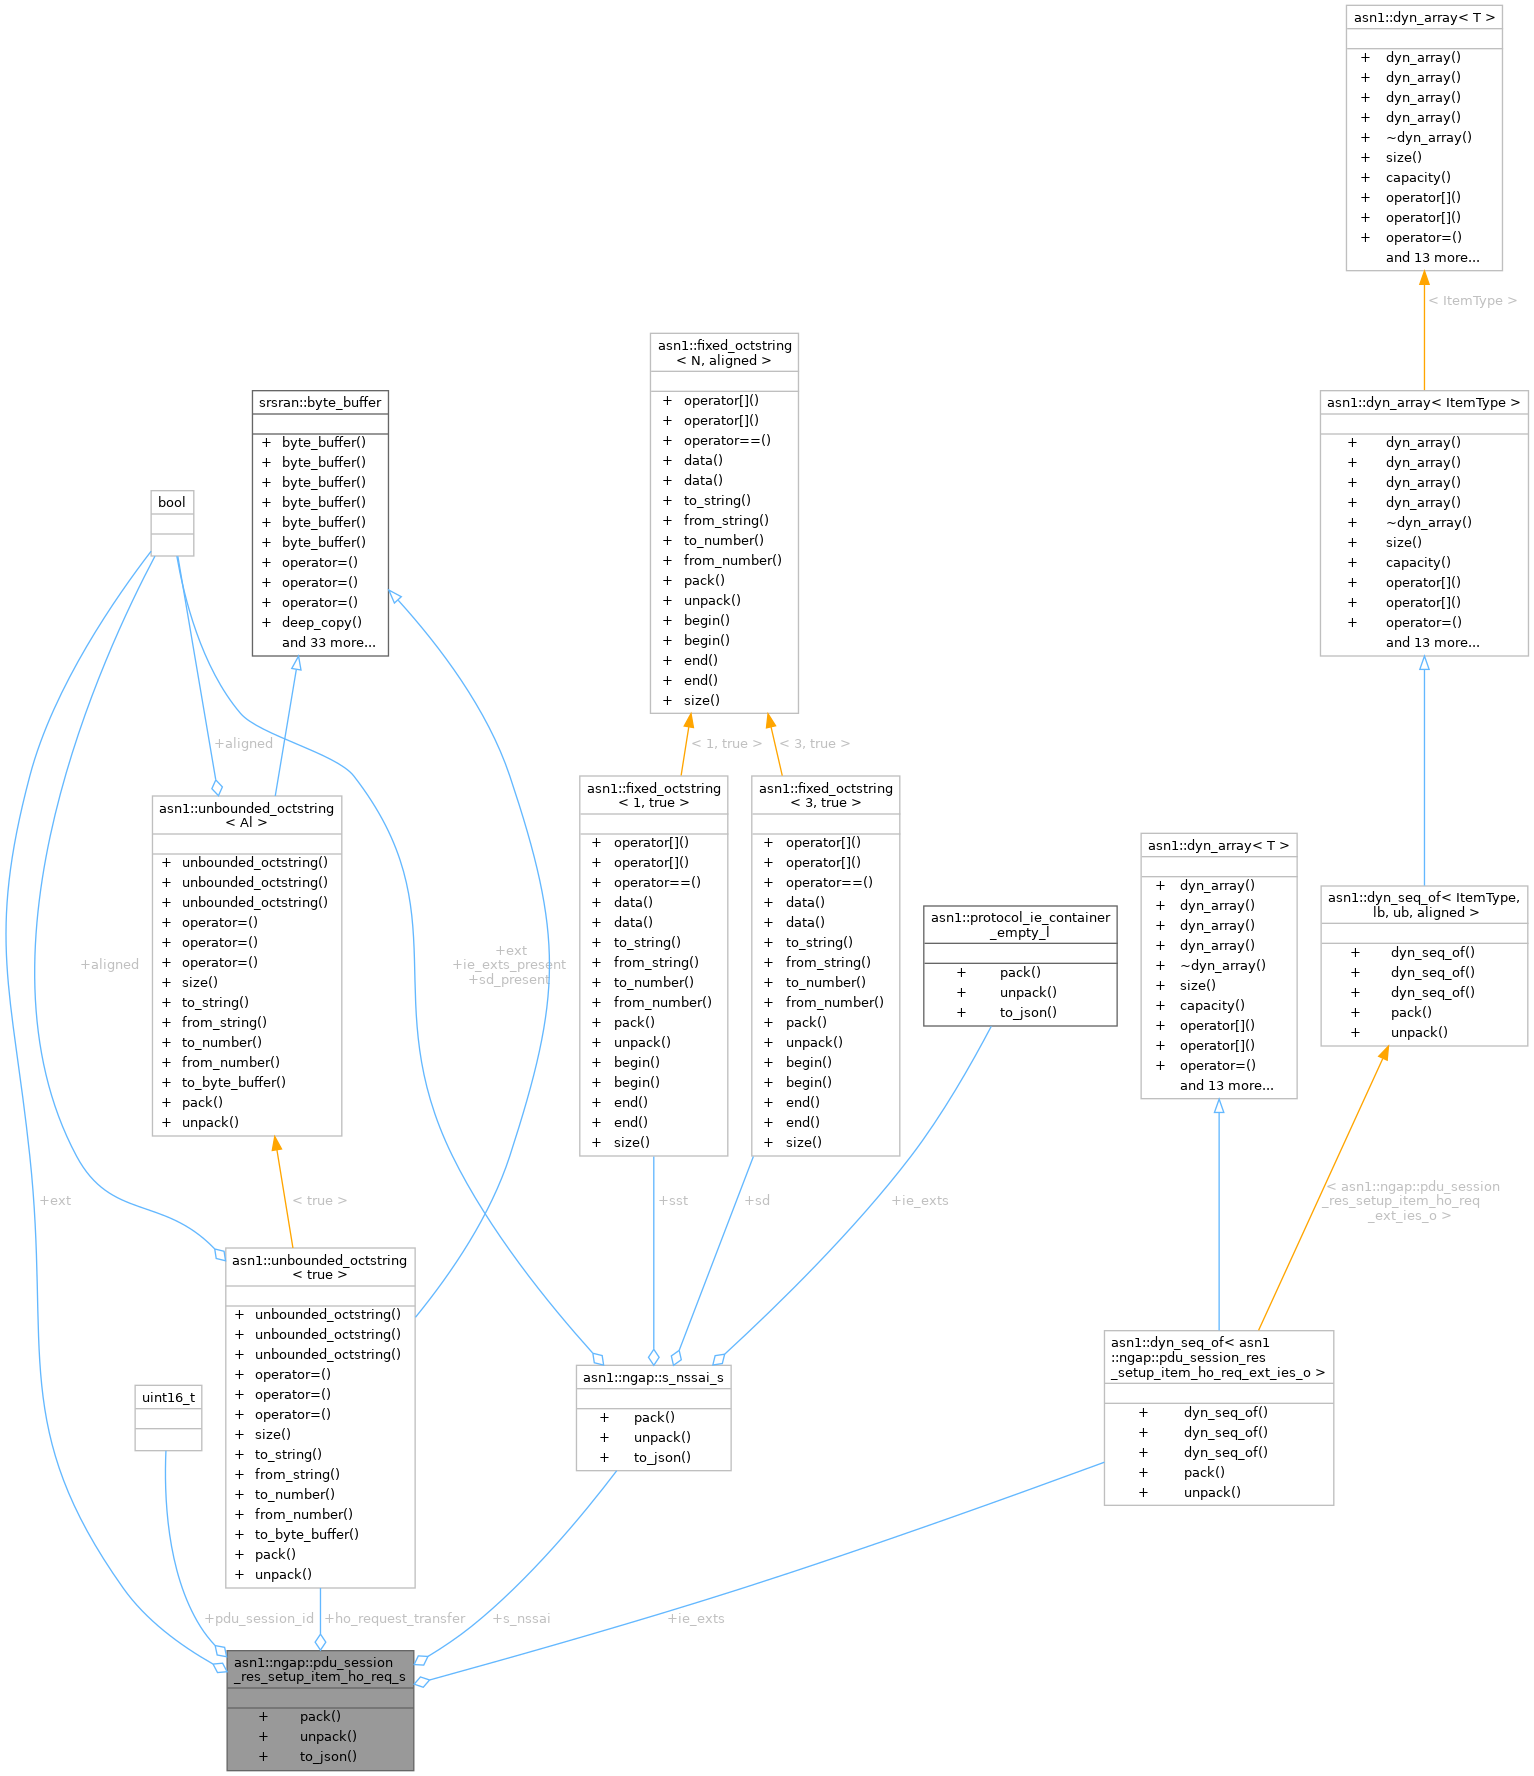 asn1::dyn_array< T >
+ dyn_array()
+ dyn_array()
+ dyn_array()
+ dyn_array()
+ ~dyn_array()
+ size()
+ capacity()
+ operator[]()
+ operator[]()
+ operator=()
and 13 more...
< ItemType >
asn1::fixed_octstring
< N, aligned >
+ operator[]()
+ operator[]()
+ operator==()
+ data()
+ data()
+ to_string()
+ from_string()
+ to_number()
+ from_number()
+ pack()
+ unpack()
+ begin()
+ begin()
+ end()
+ end()
+ size()
srsran::byte_buffer
+ byte_buffer()
+ byte_buffer()
+ byte_buffer()
+ byte_buffer()
+ byte_buffer()
+ byte_buffer()
+ operator=()
+ operator=()
+ operator=()
+ deep_copy()
and 33 more...
asn1::dyn_array< ItemType >
+ dyn_array()
+ dyn_array()
+ dyn_array()
+ dyn_array()
+ ~dyn_array()
+ size()
+ capacity()
+ operator[]()
+ operator[]()
+ operator=()
and 13 more...
bool
+aligned
< 1, true >
< 3, true >
asn1::unbounded_octstring
< Al >
+ unbounded_octstring()
+ unbounded_octstring()
+ unbounded_octstring()
+ operator=()
+ operator=()
+ operator=()
+ size()
+ to_string()
+ from_string()
+ to_number()
+ from_number()
+ to_byte_buffer()
+ pack()
+ unpack()
asn1::fixed_octstring
< 1, true >
+ operator[]()
+ operator[]()
+ operator==()
+ data()
+ data()
+ to_string()
+ from_string()
+ to_number()
+ from_number()
+ pack()
+ unpack()
+ begin()
+ begin()
+ end()
+ end()
+ size()
asn1::fixed_octstring
< 3, true >
+ operator[]()
+ operator[]()
+ operator==()
+ data()
+ data()
+ to_string()
+ from_string()
+ to_number()
+ from_number()
+ pack()
+ unpack()
+ begin()
+ begin()
+ end()
+ end()
+ size()
asn1::protocol_ie_container
_empty_l
+ pack()
+ unpack()
+ to_json()
asn1::dyn_array< T >
+ dyn_array()
+ dyn_array()
+ dyn_array()
+ dyn_array()
+ ~dyn_array()
+ size()
+ capacity()
+ operator[]()
+ operator[]()
+ operator=()
and 13 more...
asn1::dyn_seq_of< ItemType,
lb, ub, aligned >
+ dyn_seq_of()
+ dyn_seq_of()
+ dyn_seq_of()
+ pack()
+ unpack()
+aligned
+ext
+ie_exts_present
+sd_present
+ext
< true >
+sst
+sd
+ie_exts
< asn1::ngap::pdu_session
_res_setup_item_ho_req
_ext_ies_o >
asn1::unbounded_octstring
< true >
+ unbounded_octstring()
+ unbounded_octstring()
+ unbounded_octstring()
+ operator=()
+ operator=()
+ operator=()
+ size()
+ to_string()
+ from_string()
+ to_number()
+ from_number()
+ to_byte_buffer()
+ pack()
+ unpack()
uint16_t
asn1::ngap::s_nssai_s
+ pack()
+ unpack()
+ to_json()
asn1::dyn_seq_of< asn1
::ngap::pdu_session_res
_setup_item_ho_req_ext_ies_o >
+ dyn_seq_of()
+ dyn_seq_of()
+ dyn_seq_of()
+ pack()
+ unpack()
+pdu_session_id
+ho_request_transfer
+s_nssai
+ie_exts
asn1::ngap::pdu_session
_res_setup_item_ho_req_s
+ pack()
+ unpack()
+ to_json()